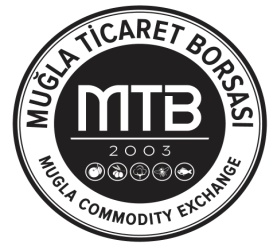 MUĞLA TİCARET BORSASI
MTB
2003
MUGLA COMMODITY EXCHANGE